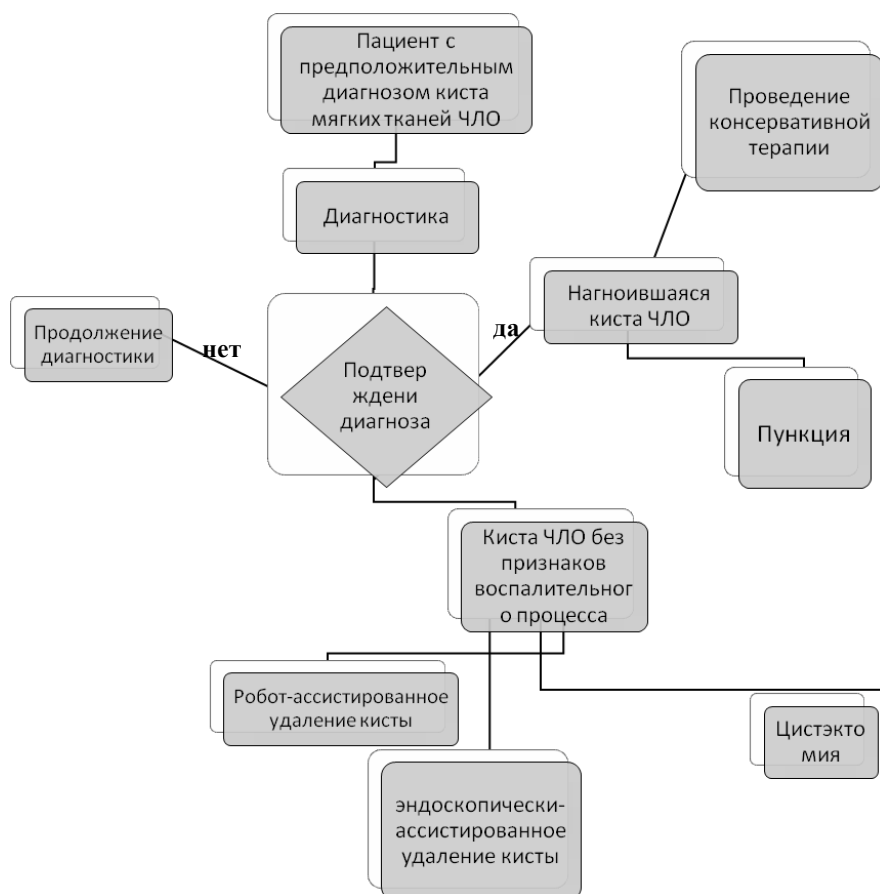 Пациент с
предположительным
диагнозом киста
мягких тканей ЧЛО
Проведение
консервативной
терапии
Диагностика
Нагноившаяся
киста ЧЛО
да
Продолжение
диагностики
нет
Подтвер
ждени
диагноза
Пункция
Киста ЧЛО без
признаков
воспалительног
о процесса
Робот-ассистированное
удаление кисты
Цистэкто
мия
эндоскопически-
ассистированное
удаление кисты